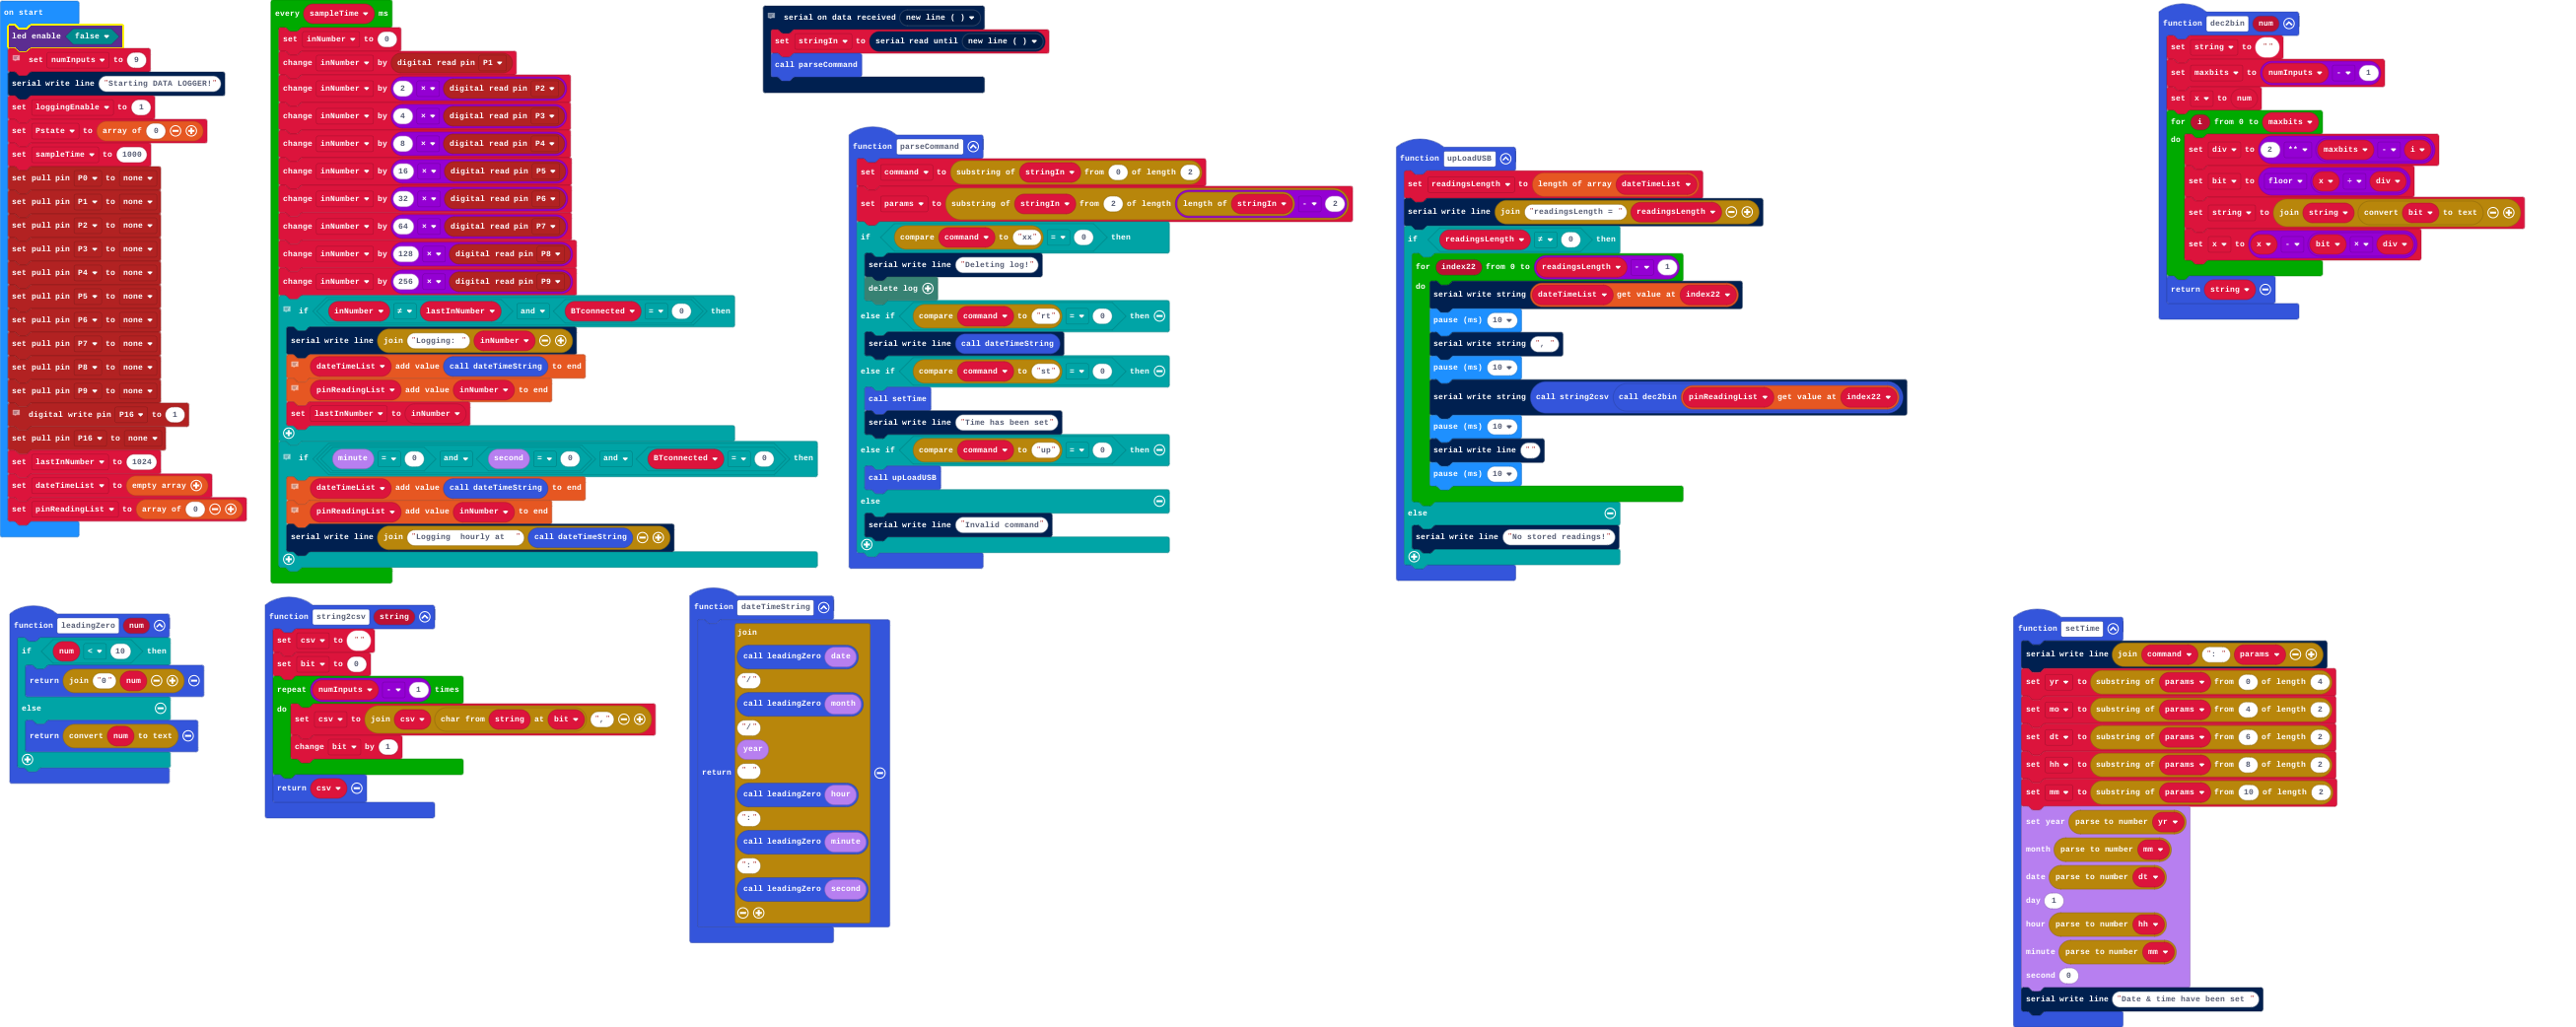 on start
led enable false
set numInputs to 9
serial write line "Starting DATA LOGGER!"
set loggingEnable to 1
set Pstate to array of 0
set sampleTime to 1000
set pull pin P0 to none
set pull pin P1 to none
set pull pin P2 to none
set pull pin P3 to none
set pull pin P4 to none
set pull pin P5 to none
set pull pin P6 to none
set pull pin P7 to none
set pull pin P8 to none
set pull pin P9 to none
digital write pin P16 to 1
set pull pin P16 to none
set lastInNumber to 1024
set dateTimeList to empty array
set pinReadingList to array of 0
every sampleTime ms
set inNumber to 0
change inNumber by digital read pin P1
change inNumber by 2 × digital read pin P2
change inNumber by 4 × digital read pin P3
change inNumber by 8 × digital read pin P4
change inNumber by 16 × digital read pin P5
change inNumber by 32 × digital read pin P6
change inNumber by 64 × digital read pin P7
change inNumber by 128 × digital read pin P8
change inNumber by 256 × digital read pin P9
if inNumber ≠ lastInNumber and BTconnected = 0 then
serial write line join "Logging: " inNumber
dateTimeList add value call dateTimeString to end
pinReadingList add value inNumber to end
set lastInNumber to inNumber
if minute = 0 and second = 0 and BTconnected = 0 then
dateTimeList add value call dateTimeString to end
pinReadingList add value inNumber to end
serial write line join "Logging  hourly at  " call dateTimeString
serial on data received new line ( )
set stringIn to serial read until new line ( )
call parseCommand
function parseCommand
set command to substring of stringIn from 0 of length 2
set params to substring of stringIn from 2 of length length of stringIn - 2
if compare command to "xx" = 0 then
serial write line "Deleting log!"
delete log
else if compare command to "rt" = 0 then
serial write line call dateTimeString
else if compare command to "st" = 0 then
call setTime
serial write line "Time has been set"
else if compare command to "up" = 0 then
call upLoadUSB
else
serial write line "Invalid command"
function upLoadUSB
set readingsLength to length of array dateTimeList
serial write line join "readingsLength = " readingsLength
if readingsLength ≠ 0 then
for index22 from 0 to readingsLength - 1
do
serial write string dateTimeList get value at index22
pause (ms) 10
serial write string ", "
pause (ms) 10
serial write string call string2csv call dec2bin pinReadingList get value at index22
pause (ms) 10
serial write line ""
pause (ms) 10
else
serial write line "No stored readings!"
function dec2bin num
set string to ""
set maxbits to numInputs - 1
set x to num
for i from 0 to maxbits
do
set div to 2 ** maxbits - i
set bit to floor x ÷ div
set string to join string convert bit to text
set x to x - bit × div
return string
function leadingZero num
if num < 10 then
return join "0" num
else
return convert num to text
function string2csv string
set csv to ""
set bit to 0
repeat numInputs - 1 times
do
set csv to join csv char from string at bit ","
change bit by 1
return csv
function dateTimeString
join
call leadingZero date
"/"
call leadingZero month
"/"
year
" "
return
call leadingZero hour
":"
call leadingZero minute
":"
call leadingZero second
function setTime
serial write line join command ": " params
set yr to substring of params from 0 of length 4
set mo to substring of params from 4 of length 2
set dt to substring of params from 6 of length 2
set hh to substring of params from 8 of length 2
set mm to substring of params from 10 of length 2
set year parse to number yr
month parse to number mm
date parse to number dt
day 1
hour parse to number hh
minute parse to number mm
second 0
serial write line "Date & time have been set "